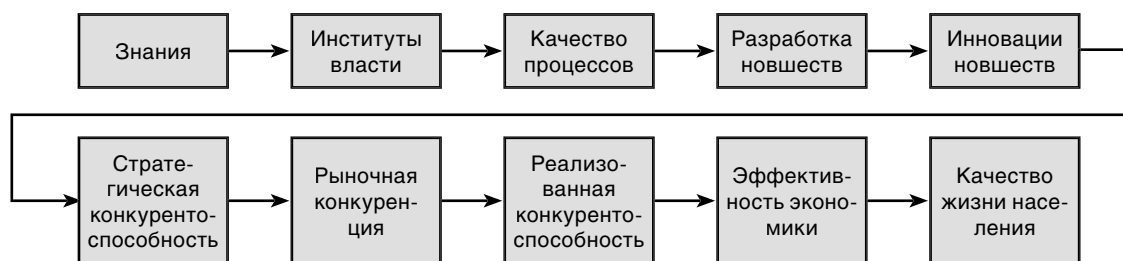 Знания
Институты
власти
Качество
процессов
Разработка
новшеств
Инновации
новшеств
Страте-
гическая
конкуренто-
способность
Рыночная
конкурен-
ция
Реализо-
ванная
конкуренто-
способность
Эффектив-
ность эконо-
мики
Качество
жизни насе-
ления